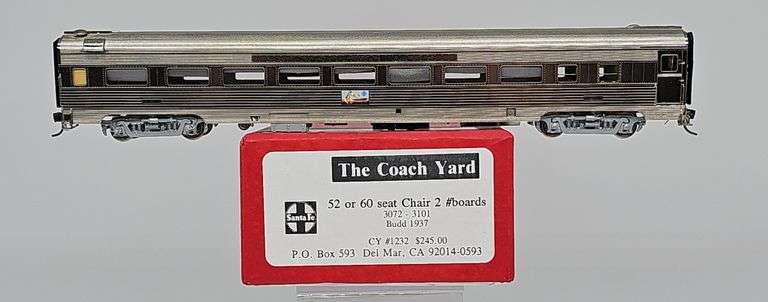 The Coach Yard
52 or 60 seat Chair 2 #boards
3072 - 3101
Budd 1937
Santa Fe
CY #1232 $245.00
P.O. Box 593 Del Mar, CA 92014-0593